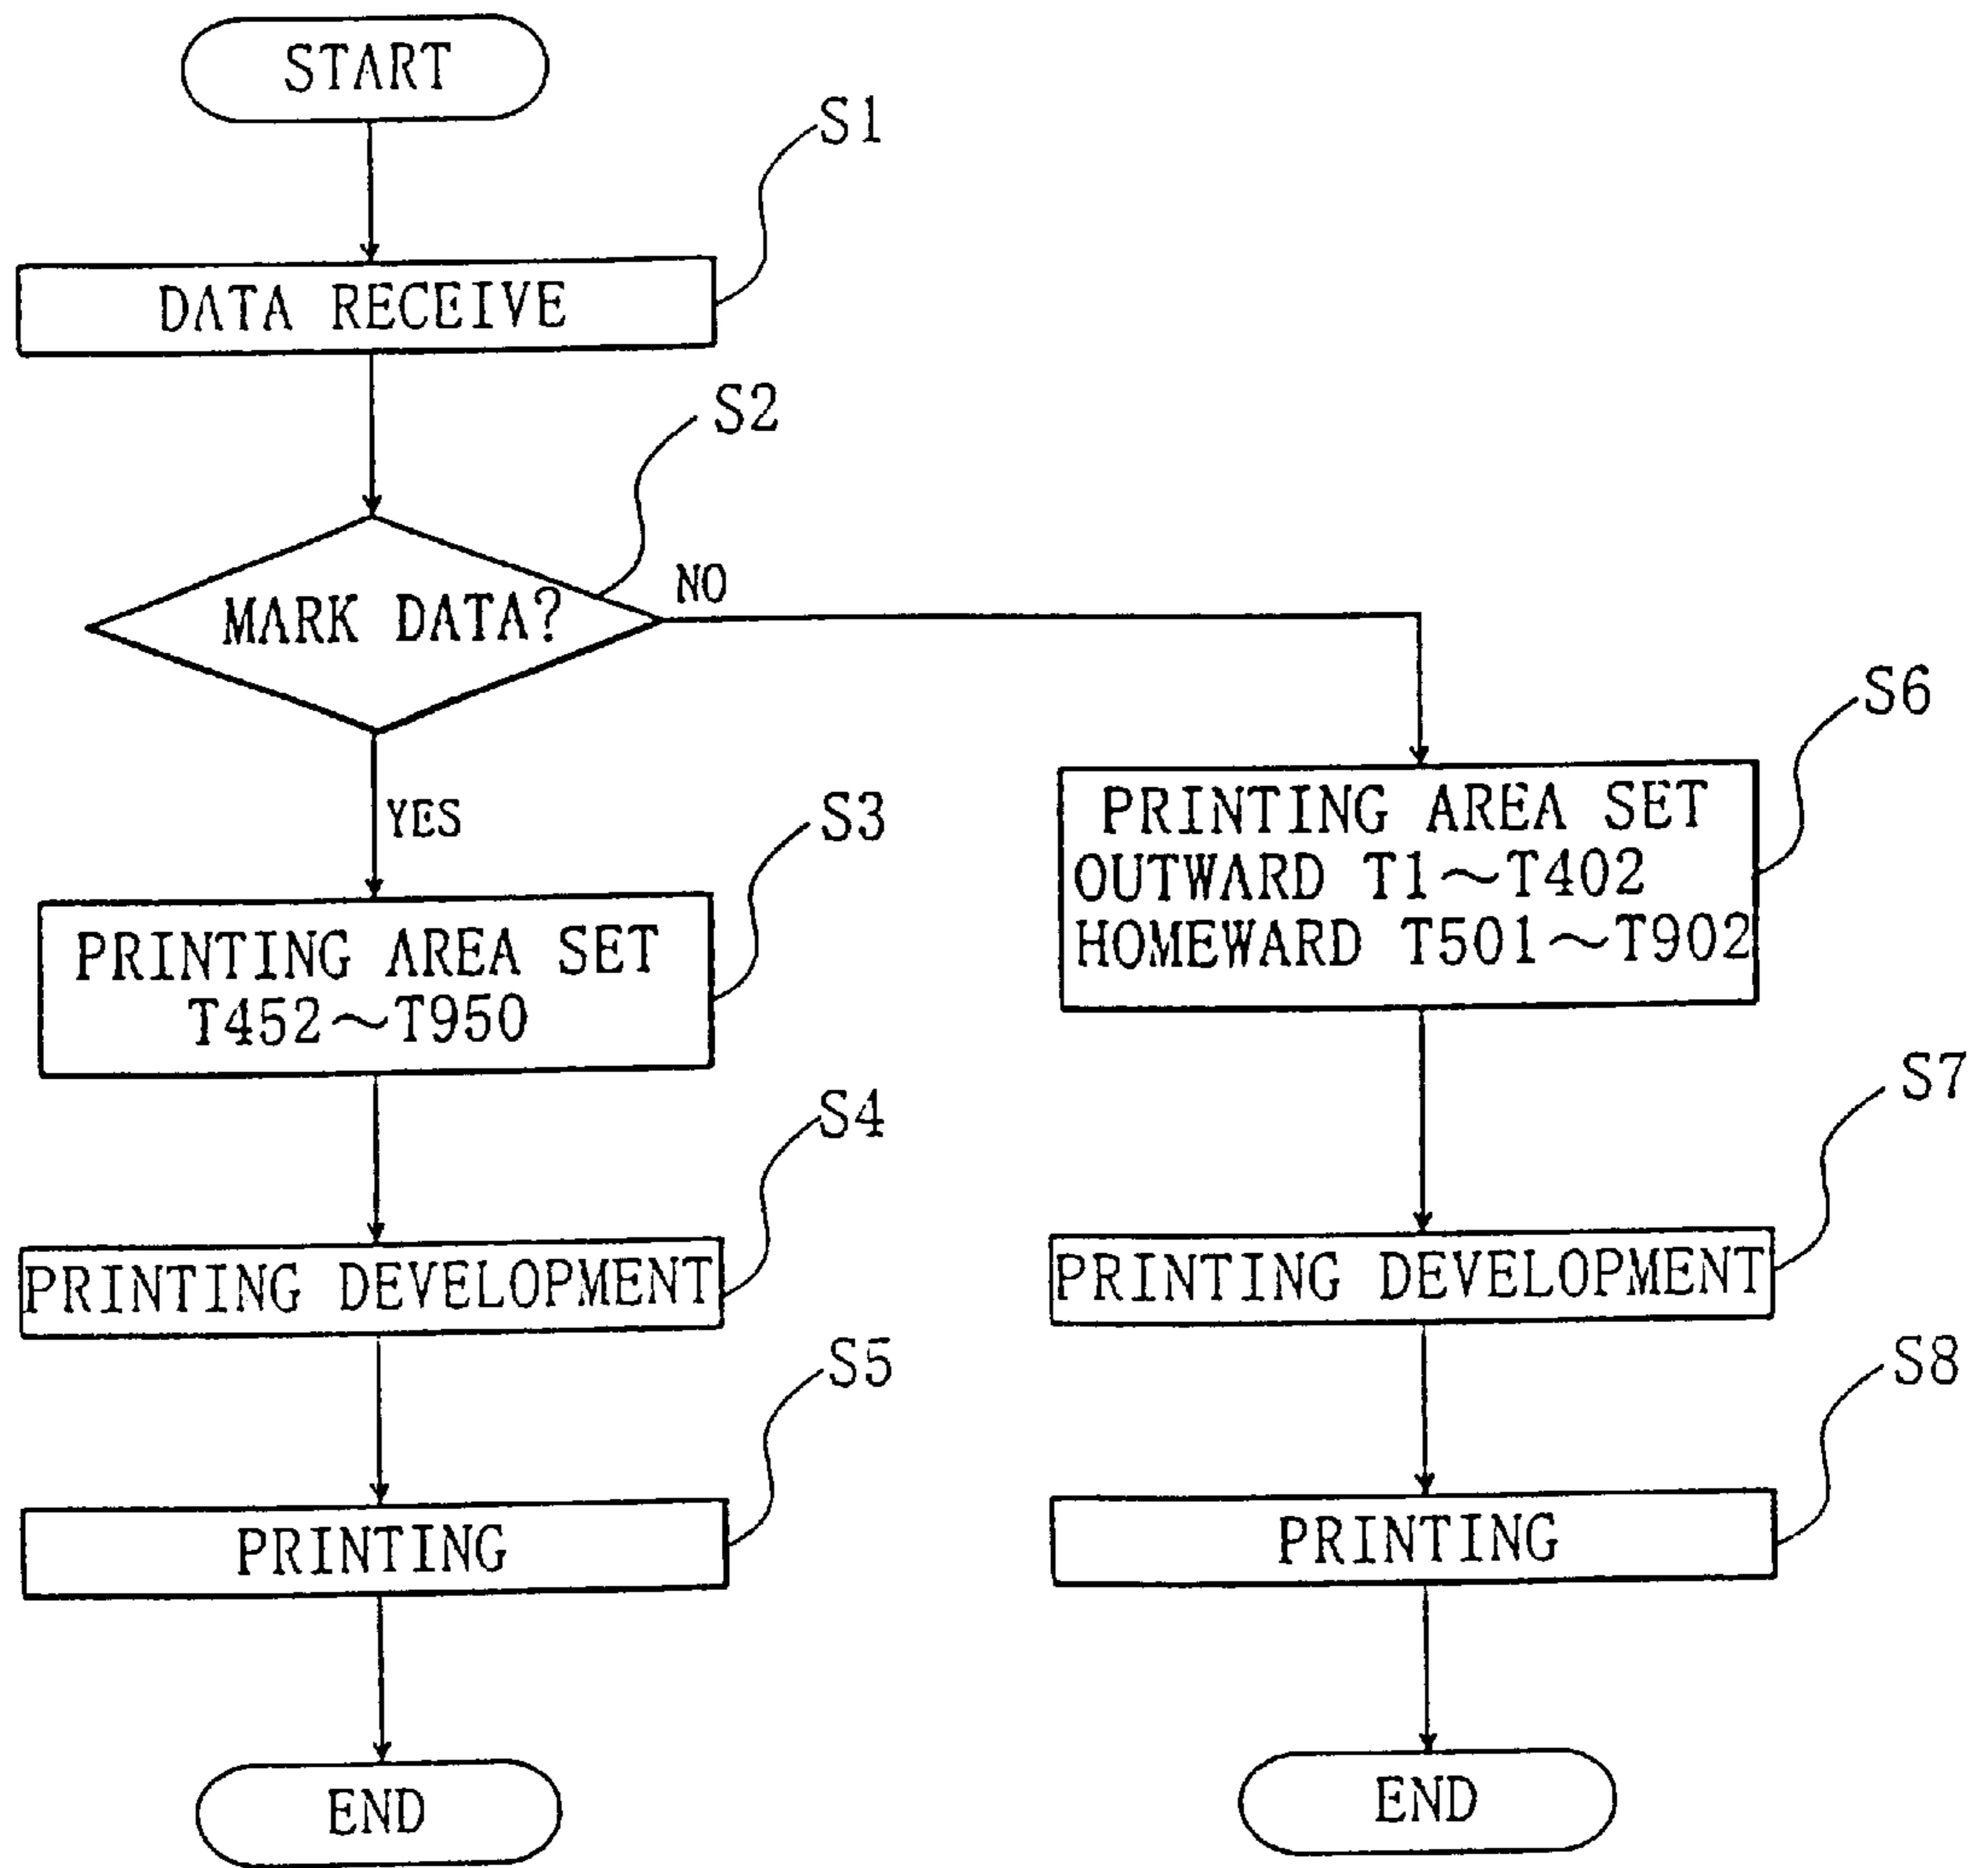 START
S1
DATA RECEIVE
S2
MARK DATA?
NO
YES
S3
PRINTING AREA SET
T452~T950
S4
PRINTING DEVELOPMENT
S5
PRINTING
END
S6
PRINTING AREA SET
OUTWARD T1~T402
HOMEWARD T501~T902
S7
PRINTING DEVELOPMENT
S8
PRINTING
END